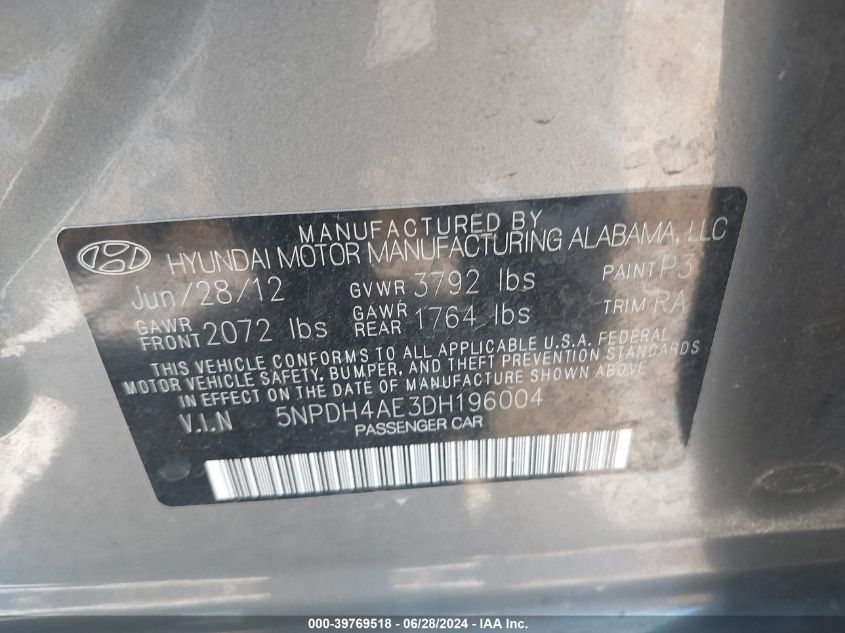 MANUFACTURED BY
HYUNDAI MOTOR MANUFACTURING ALABAMA, LLC
Jun/28/12 GVWR 3792 lbs PAINT P3
GAWR FRONT 2072 lbs GAWR REAR 1764 lbs TRIM RA
THIS VEHICLE CONFORMS TO ALL APPLICABLE U.S.A. FEDERAL
MOTOR VEHICLE SAFETY, BUMPER, AND THEFT PREVENTION STANDARDS
IN EFFECT ON THE DATE OF MANUFACTURE SHOWN ABOVE
V.I.N 5NPDH4AE3DH196004
PASSENGER CAR
000-39769518 - 06/28/2024 - IAA Inc.